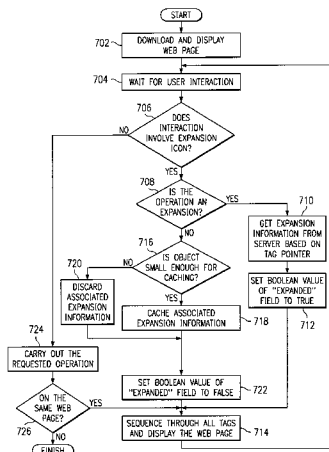 START
702
DOWNLOAD AND DISPLAY
WEB PAGE
704
WAIT FOR USER INTERACTION
706
DOES
INTERACTION
INVOLVE EXPANSION
ICON?
NO
YES
708
IS THE
OPERATION AN
EXPANSION?
YES
710
NO
GET EXPANSION
INFORMATION FROM
SERVER BASED ON
TAG POINTER
716
IS OBJECT
SMALL ENOUGH FOR
CACHING?
NO
720
DISCARD
ASSOCIATED
EXPANSION
INFORMATION
YES
SET BOOLEAN VALUE
OF "EXPANDED"
FIELD TO TRUE
712
CACHE ASSOCIATED
EXPANSION INFORMATION
718
724
CARRY OUT THE
REQUESTED OPERATION
SET BOOLEAN VALUE OF
"EXPANDED" FIELD TO FALSE
722
ON THE
SAME WEB
PAGE?
YES
726
NO
SEQUENCE THROUGH ALL TAGS
AND DISPLAY THE WEB PAGE
714
FINISH